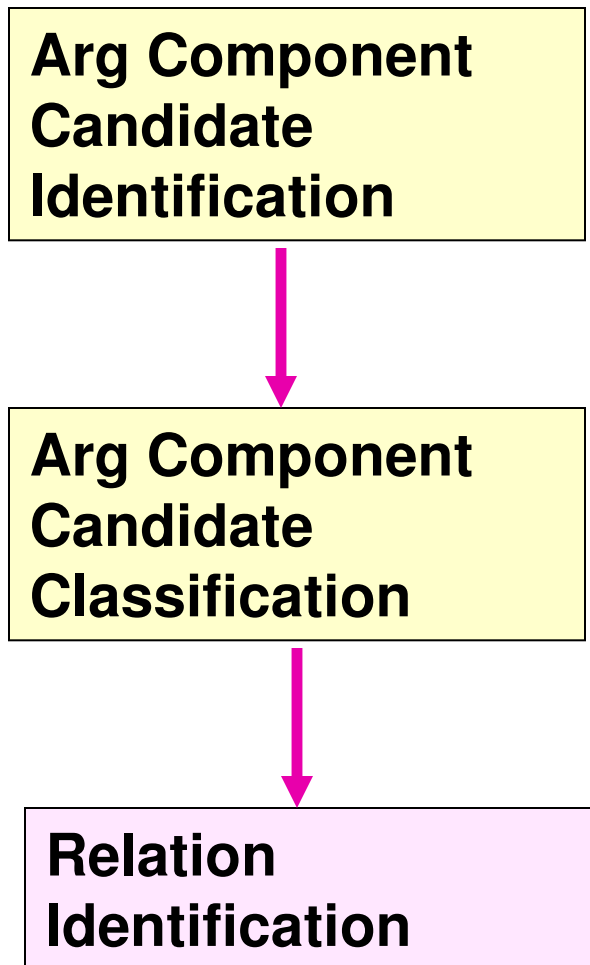 Arg Component
Candidate
Identification
Arg Component
Candidate
Classification
Relation
Identification